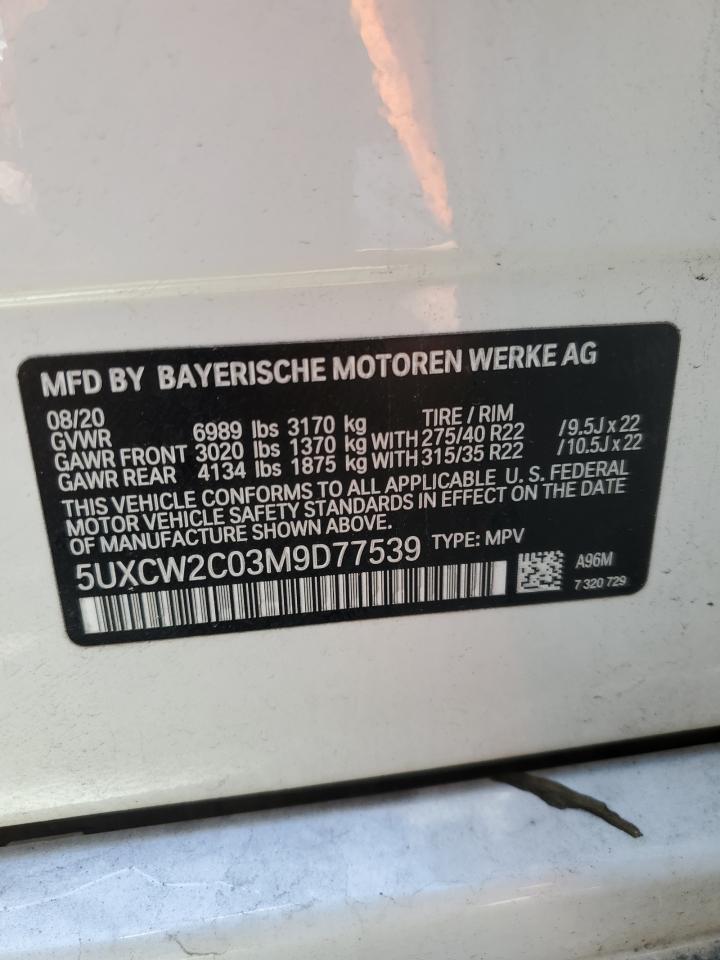 MFD BY BAYERISCHE MOTOREN WERKE AG
08/20 TIRE / RIM
GVWR 6989 lbs 3170 kg
GAWR FRONT 3020 lbs 1370 kg WITH 275/40 R22 /9.5J x 22
GAWR REAR 4134 lbs 1875 kg WITH 315/35 R22 /10.5J x 22
THIS VEHICLE CONFORMS TO ALL APPLICABLE U. S. FEDERAL
MOTOR VEHICLE SAFETY STANDARDS IN EFFECT ON THE DATE
OF MANUFACTURE SHOWN ABOVE.
5UXCW2C03M9D77539 TYPE: MPV
A96M
7 320 729